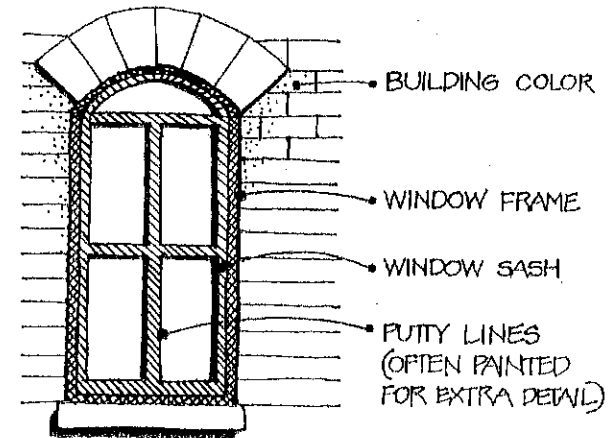 BUILDING COLOR
WINDOW FRAME
WINDOW SASH
PUTTY LINES
(OFTEN PAINTED
FOR EXTRA DETAIL)